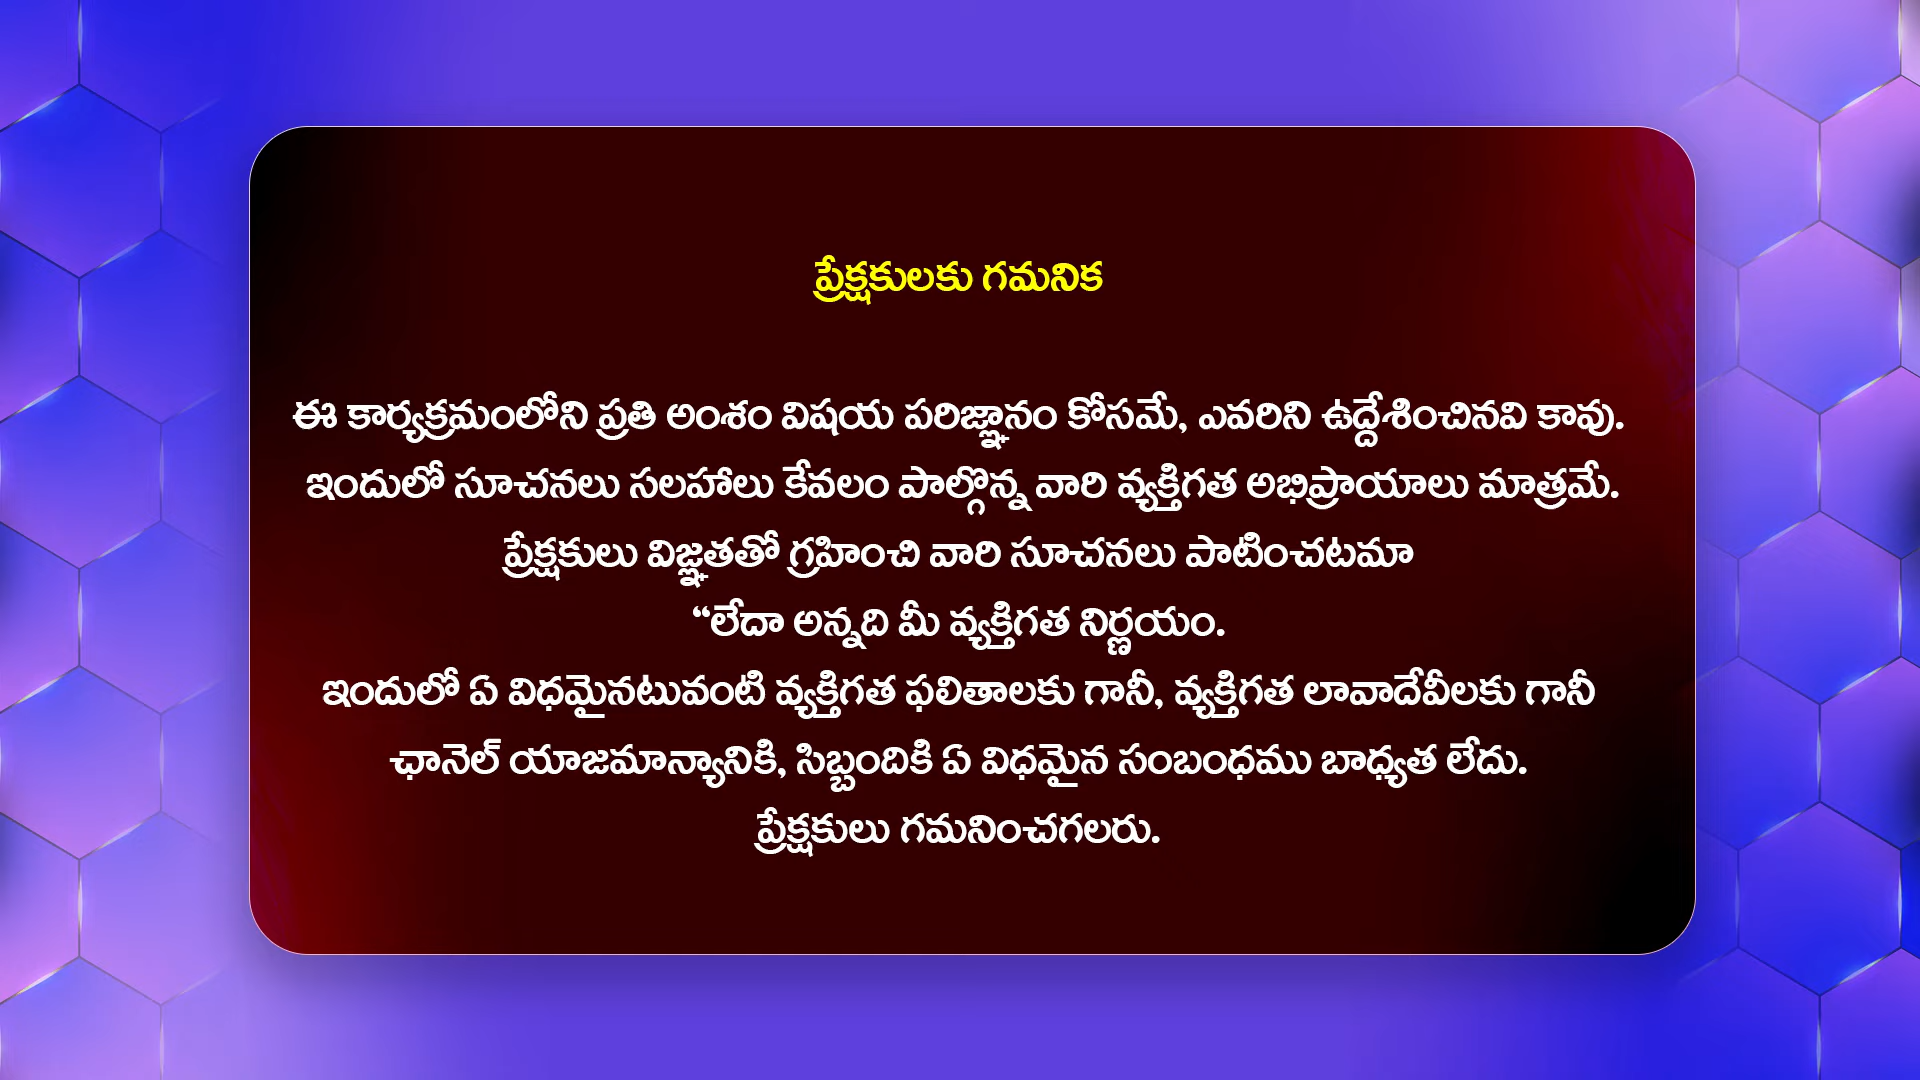 ప్రేక్షకులకు గమనిక
ఈ కార్యక్రమంలోని ప్రతి అంశం విషయ పరిజ్ఞానం కోసమే, ఎవరిని ఉద్దేశించినవి కావు.
ఇందులో సూచనలు సలహాలు కేవలం పాల్గొన్న వారి వ్యక్తిగత అభిప్రాయాలు మాత్రమే.
ప్రేక్షకులు విజ్ఞతతో గ్రహించి వారి సూచనలు పాటించటమా
“లేదా అన్నది మీ వ్యక్తిగత నిర్ణయం.
ఇందులో ఏ విధమైనటువంటి వ్యక్తిగత ఫలితాలకు గానీ, వ్యక్తిగత లావాదేవీలకు గానీ
ఛానెల్ యాజమాన్యానికి, సిబ్బందికి ఏ విధమైన సంబంధము బాధ్యత లేదు.
ప్రేక్షకులు గమనించగలరు.